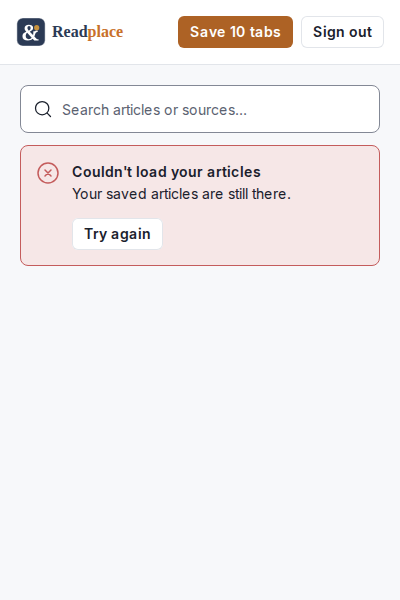 & Readplace
Save 10 tabs
Sign out
Search articles or sources...
Couldn't load your articles
Your saved articles are still there.
Try again